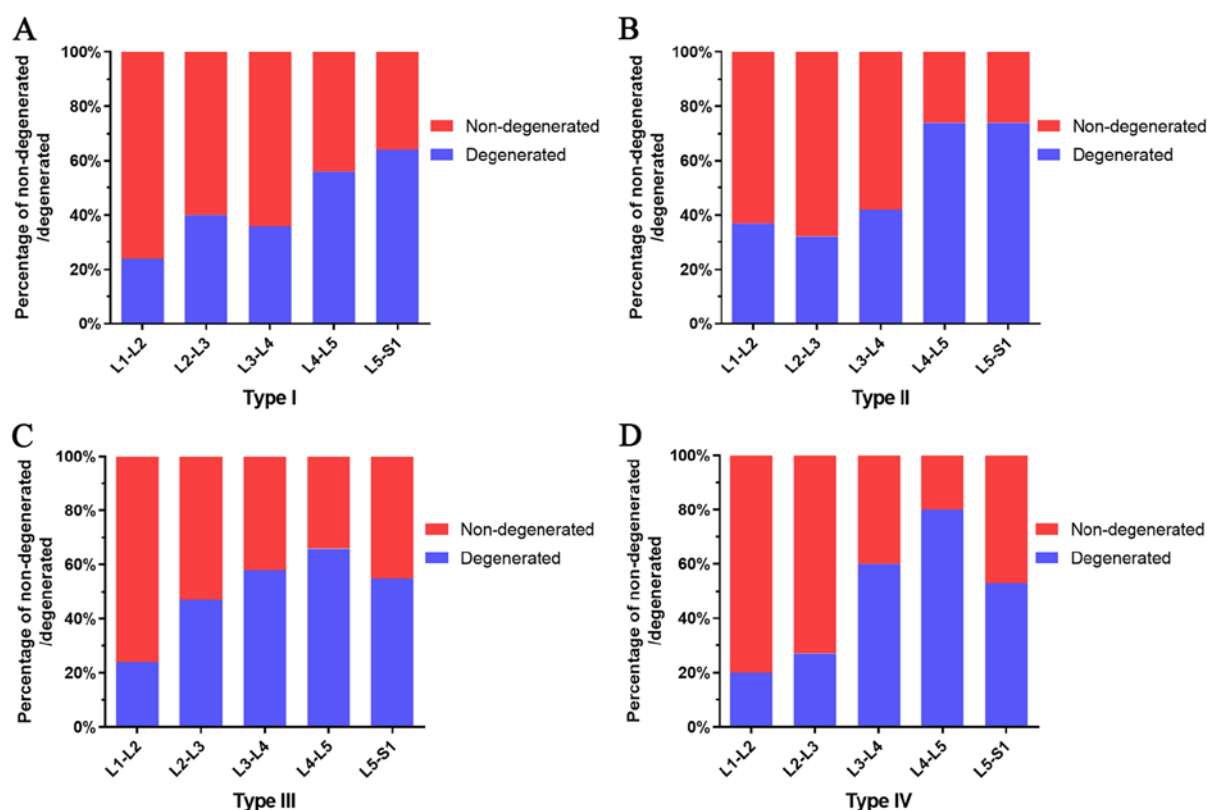 A
Percentage of non-degenerated
/degenerated
100%
80%
60%
40%
20%
0%
L1-L2
L2-L3
L3-L4
L4-L5
L5-S1
Type I
Non-degenerated
Degenerated
B
Percentage of non-degenerated
/degenerated
100%
80%
60%
40%
20%
0%
L1-L2
L2-L3
L3-L4
L4-L5
L5-S1
Type II
Non-degenerated
Degenerated
C
Percentage of non-degenerated
/degenerated
100%
80%
60%
40%
20%
0%
L1-L2
L2-L3
L3-L4
L4-L5
L5-S1
Type III
Non-degenerated
Degenerated
D
Percentage of non-degenerated
/degenerated
100%
80%
60%
40%
20%
0%
L1-L2
L2-L3
L3-L4
L4-L5
L5-S1
Type IV
Non-degenerated
Degenerated